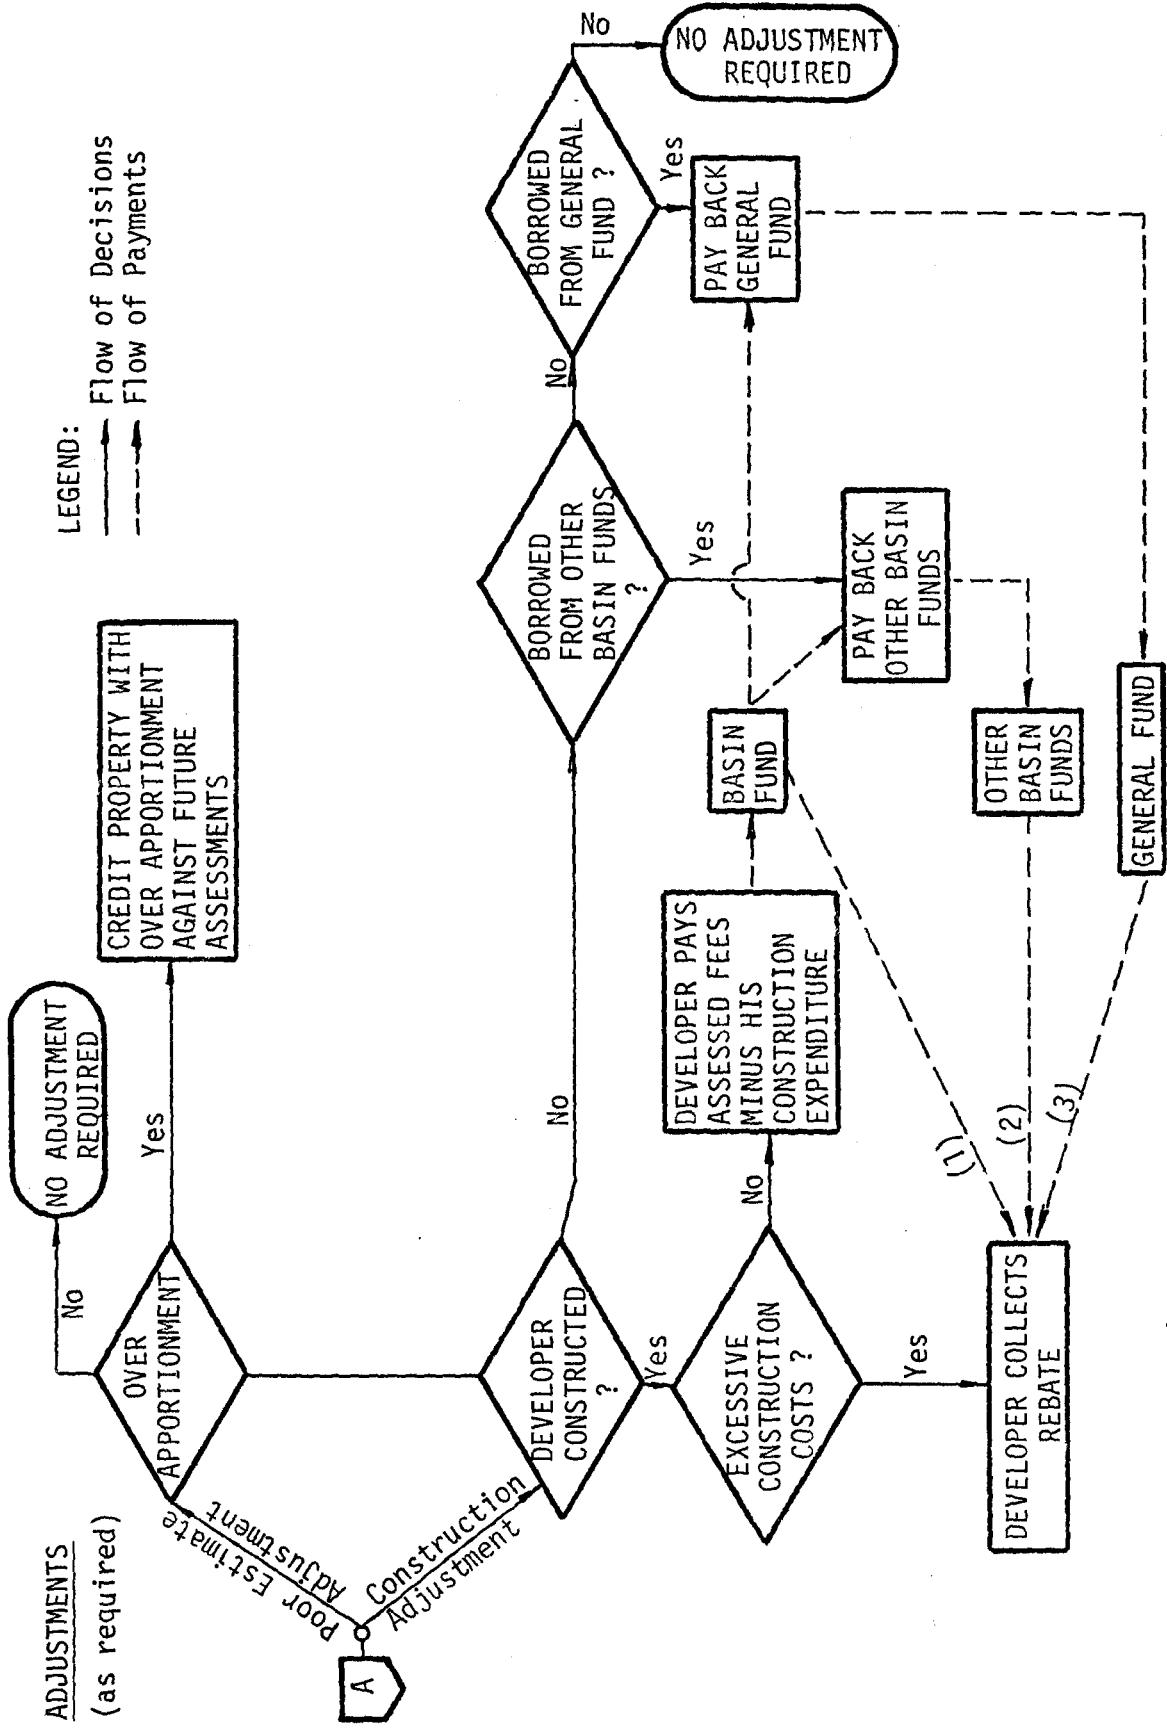 ADJUSTMENTS
(as required)
LEGEND:
Flow of Decisions
Flow of Payments
A
Poor Estimate
Adjustment
Construction
Adjustment
OVER
APPORTIONMENT
No
NO ADJUSTMENT
REQUIRED
Yes
CREDIT PROPERTY WITH
OVER APPORTIONMENT
AGAINST FUTURE
ASSESSMENTS
DEVELOPER
CONSTRUCTED
?
No
BORROWED
FROM OTHER
BASIN FUNDS
?
No
BORROWED
FROM GENERAL
FUND ?
No
NO ADJUSTMENT
REQUIRED
Yes
EXCESSIVE
CONSTRUCTION
COSTS ?
No
DEVELOPER PAYS
ASSESSED FEES
MINUS HIS
CONSTRUCTION
EXPENDITURE
BASIN
FUND
Yes
PAY BACK
OTHER BASIN
FUNDS
Yes
PAY BACK
GENERAL
FUND
Yes
DEVELOPER COLLECTS
REBATE
(1)
(2)
(3)
OTHER
BASIN
FUNDS
GENERAL FUND